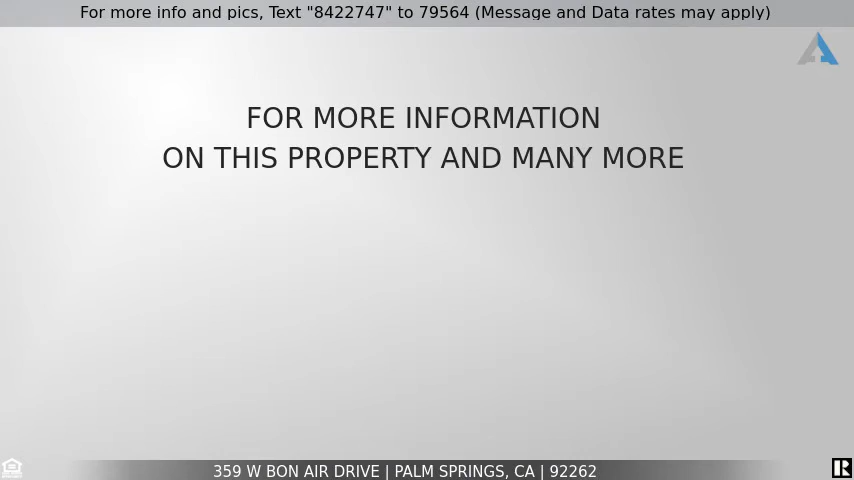 For more info and pics, Text "8422747" to 79564 (Message and Data rates may apply)
FOR MORE INFORMATION
ON THIS PROPERTY AND MANY MORE
359 W BON AIR DRIVE | PALM SPRINGS, CA | 92262